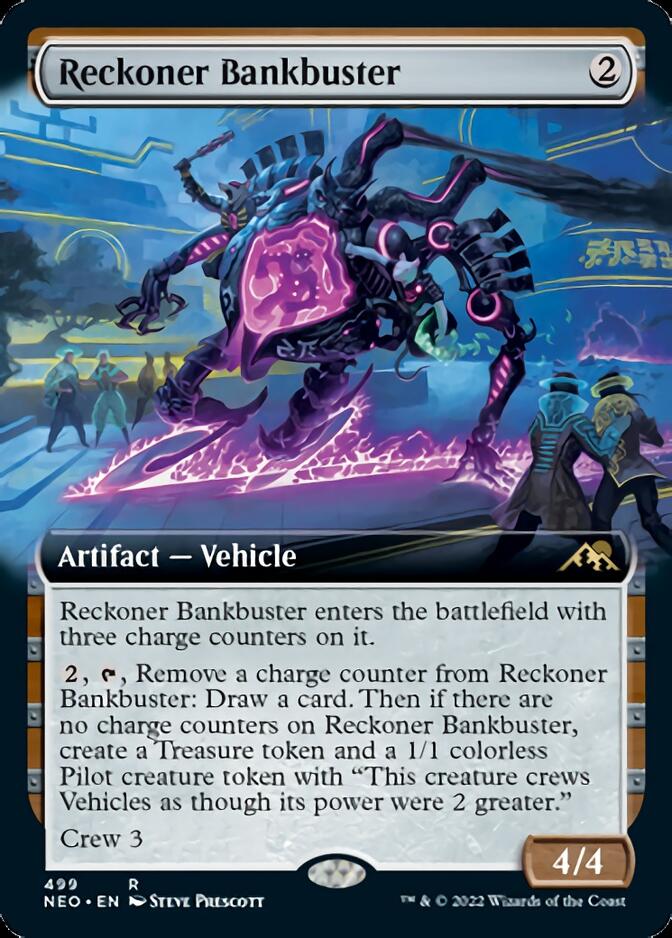 Reckoner Bankbuster 2
Artifact — Vehicle
Reckoner Bankbuster enters the battlefield with
three charge counters on it.
2, , Remove a charge counter from Reckoner
Bankbuster: Draw a card. Then if there are
no charge counters on Reckoner Bankbuster,
create a Treasure token and a 1/1 colorless
Pilot creature token with “This creature crews
Vehicles as though its power were 2 greater.”
Crew 3
4/4
499 R
NEO • EN Steve Prescott
™ & © 2022 Wizards of the Coast